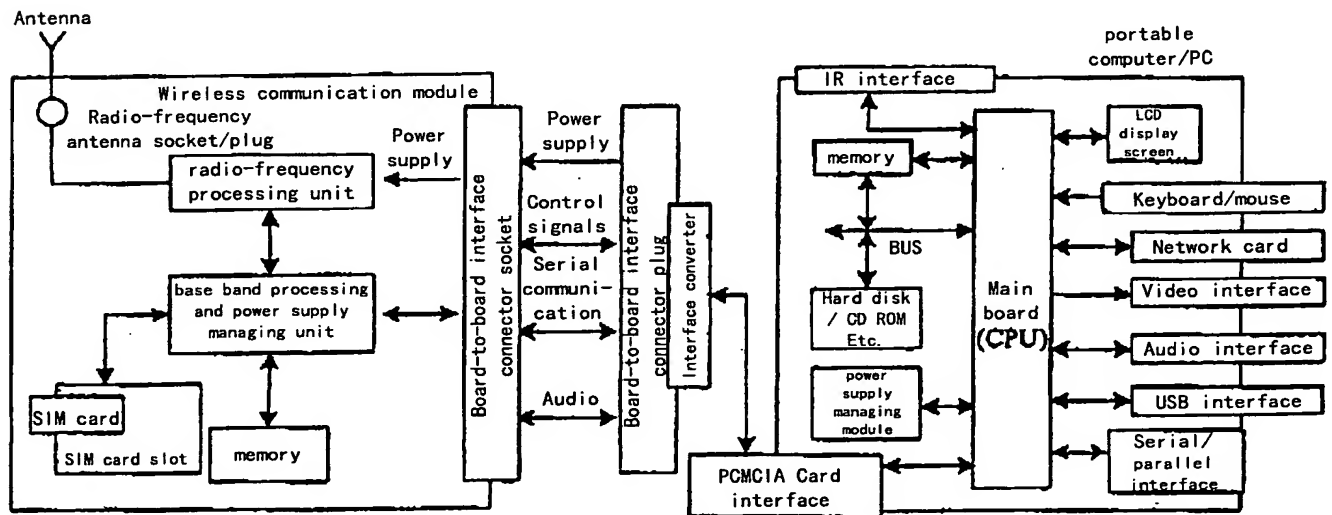 Antenna
Wireless communication module
Radio-frequency
antenna socket/plug
Power
supply
radio-frequency
processing unit
base band processing
and power supply
managing unit
SIM card
SIM card slot
memory
Board-to-board interface
connector socket
Power
supply
Control
signals
Serial
communi-
cation
Audio
Board-to-board interface
connector plug
Interface converter
portable
computer/PC
IR interface
memory
BUS
Hard disk
/ CD ROM
Etc.
power
supply
managing
module
PCMCIA Card
interface
Main
board
(CPU)
LCD
display
screen
Keyboard/mouse
Network card
Video interface
Audio interface
USB interface
Serial/
parallel
interface